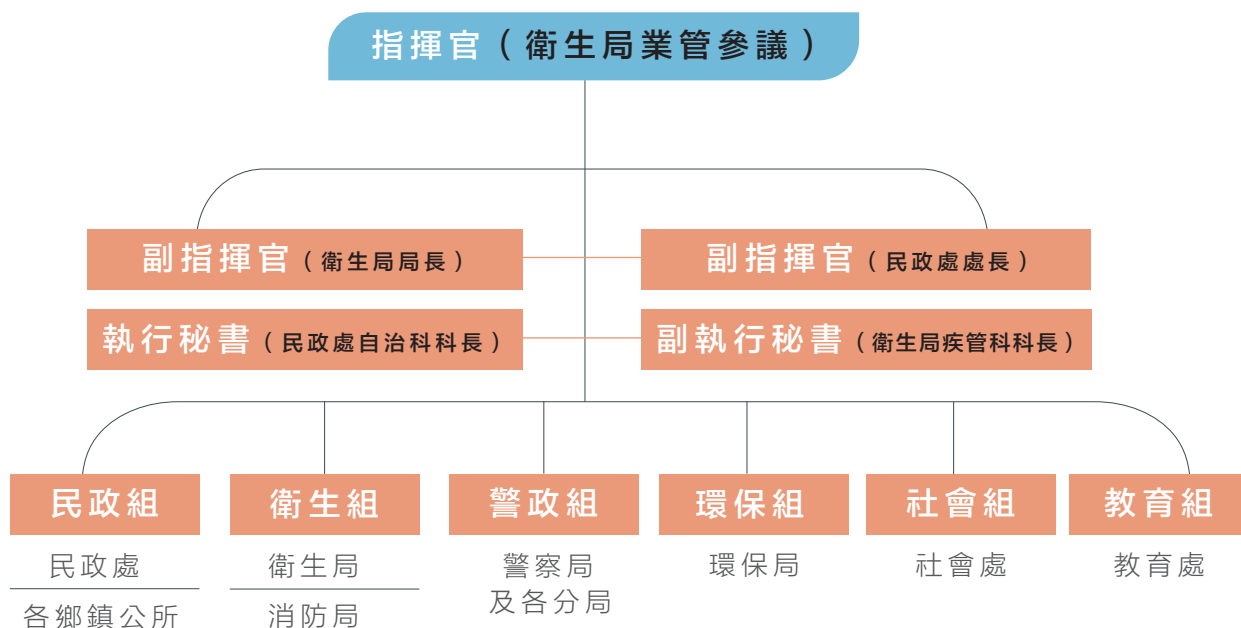 指揮官（衛生局業管參議）
副指揮官（衛生局局長）
副指揮官（民政處處長）
執行秘書（民政處自治科科長）
副執行秘書（衛生局疾管科科長）
民政組
衛生組
警政組
環保組
社會組
教育組
民政處
各鄉鎮公所
衛生局
消防局
警察局
及各分局
環保局
社會處
教育處